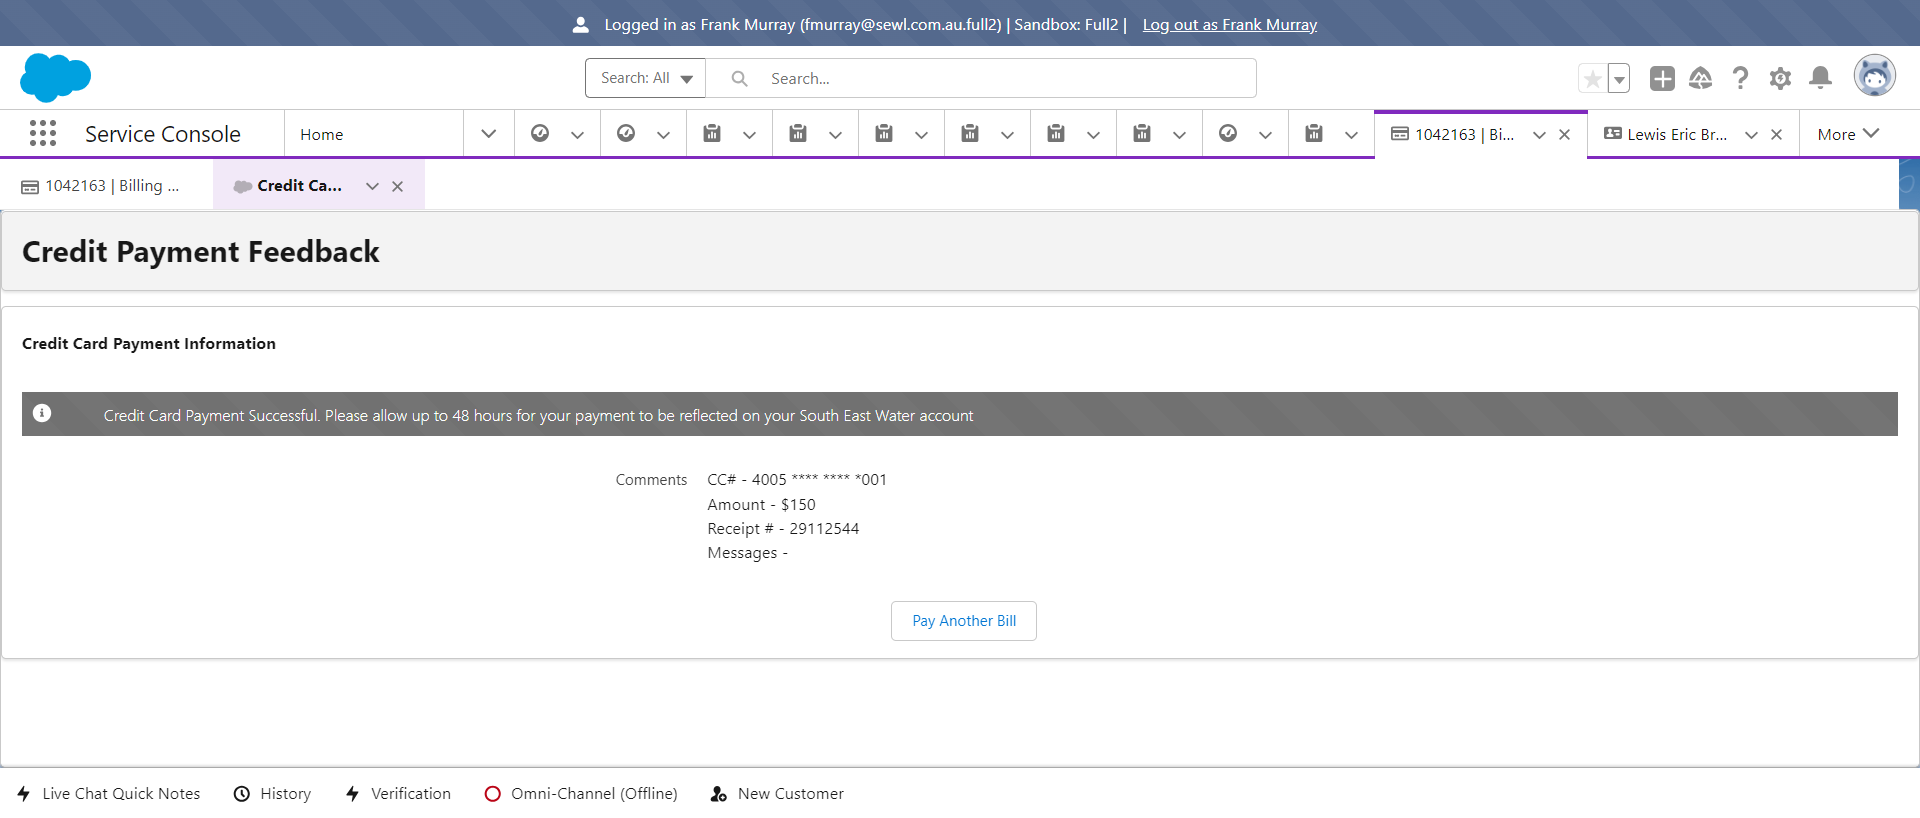 Logged in as Frank Murray (fmurray@sewl.com.au.full2) | Sandbox: Full2 | Log out as Frank Murray
Search: All Search...
Service Console Home 1042163 | Bi... Lewis Eric Br... More
1042163 | Billing ... Credit Ca...
Credit Payment Feedback
Credit Card Payment Information
Credit Card Payment Successful. Please allow up to 48 hours for your payment to be reflected on your South East Water account
Comments CC# - 4005 **** **** *001
Amount - $150
Receipt # - 29112544
Messages -
Pay Another Bill
Live Chat Quick Notes History Verification Omni-Channel (Offline) New Customer